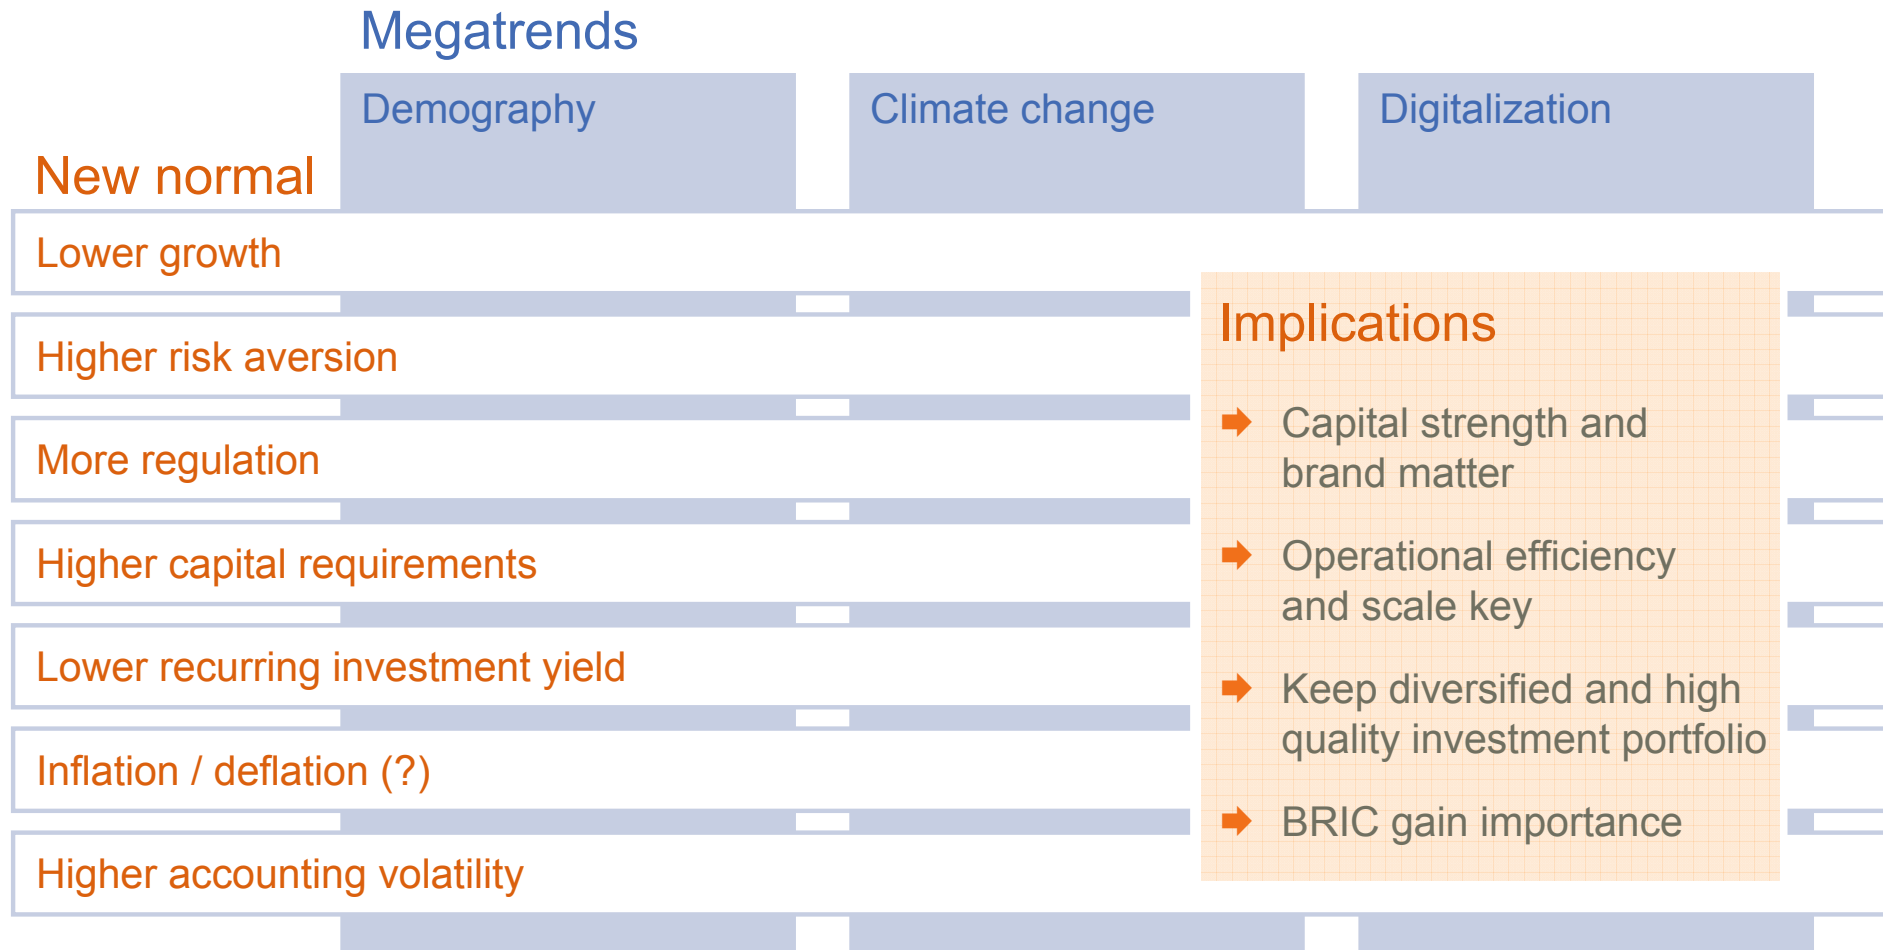 Megatrends
Demography
Climate change
Digitalization
New normal
Lower growth
Higher risk aversion
More regulation
Higher capital requirements
Lower recurring investment yield
Inflation / deflation (?)
Higher accounting volatility
Implications
Capital strength and
brand matter
Operational efficiency
and scale key
Keep diversified and high
quality investment portfolio
BRIC gain importance